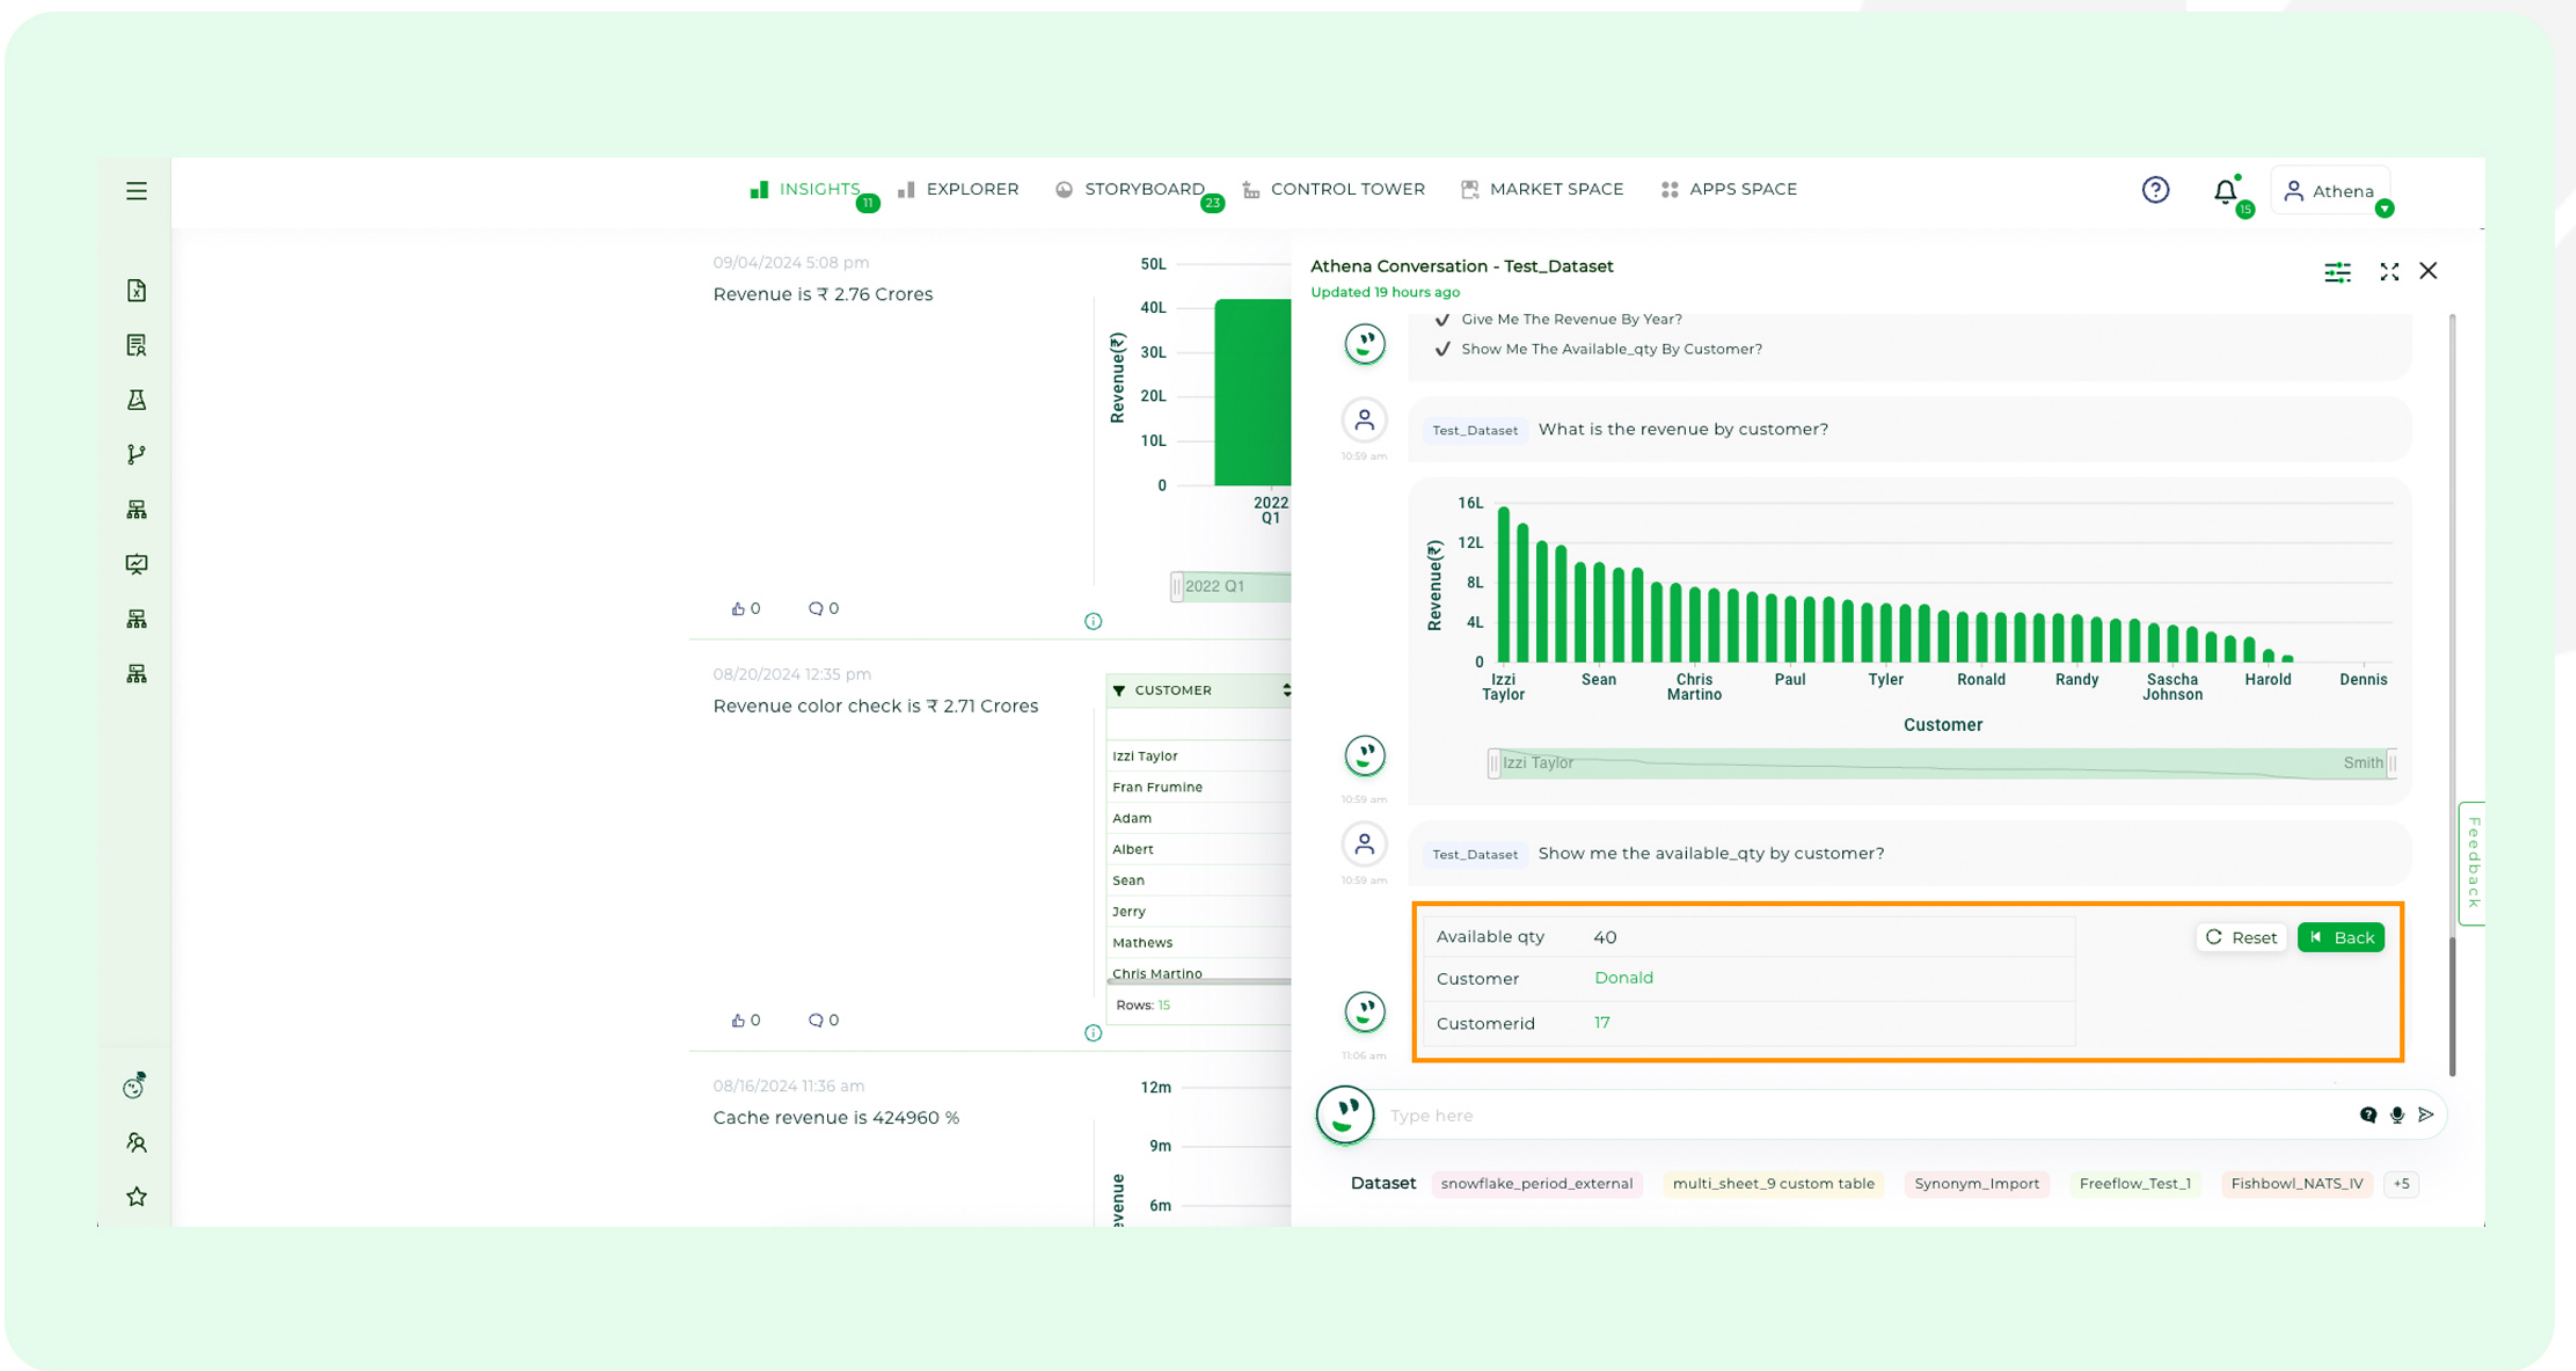 INSIGHTS 11 EXPLORER STORYBOARD 23 CONTROL TOWER MARKET SPACE APPS SPACE 15 Athena
09/04/2024 5:08 pm
Revenue is ₹ 2.76 Crores
50L
40L
30L
20L
10L
0
Revenue(₹)
2022
Q1
2022 Q1
0 0
08/20/2024 12:35 pm
Revenue color check is ₹ 2.71 Crores
CUSTOMER
Izzi Taylor
Fran Frumine
Adam
Albert
Sean
Jerry
Mathews
Chris Martino
Rows: 15
0 0
08/16/2024 11:36 am
Cache revenue is 424960 %
12m
9m
6m
evenue
Athena Conversation - Test_Dataset
Updated 19 hours ago
Give Me The Revenue By Year?
Show Me The Available_qty By Customer?
Test_Dataset What is the revenue by customer?
10:59 am
16L
12L
8L
4L
0
Revenue(₹)
Izzi Taylor Sean Chris Martino Paul Tyler Ronald Randy Sascha Johnson Harold Dennis
Customer
Izzi Taylor Smith
10:59 am
Test_Dataset Show me the available_qty by customer?
10:59 am
Available qty 40
Reset Back
Customer Donald
Customerid 17
11:06 am
Type here
Dataset snowflake_period_external multi_sheet_9 custom table Synonym_Import Freeflow_Test_1 Fishbowl_NATS_IV +5
Feedback